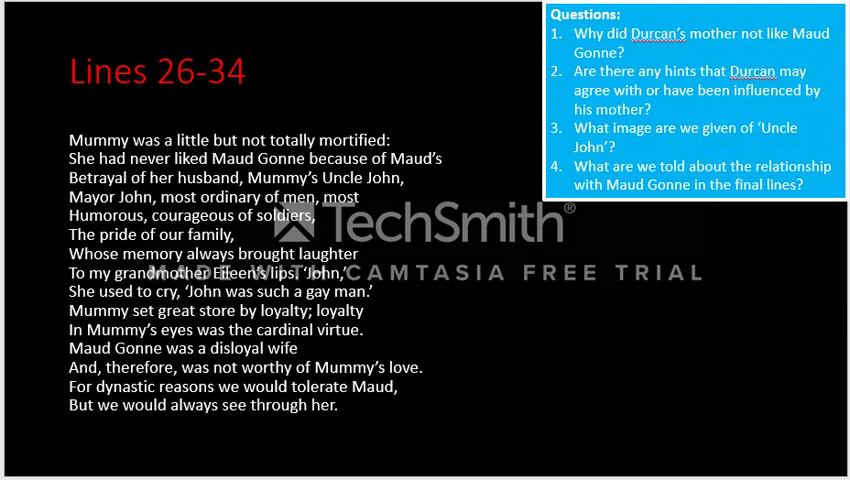 Lines 26-34
Mummy was a little but not totally mortified:
She had never liked Maud Gonne because of Maud's
Betrayal of her husband, Mummy's Uncle John,
Mayor John, most ordinary of men, most
Humorous, courageous of soldiers,
The pride of our family,
Whose memory always brought laughter
To my grandmother Eileen's lips. 'John,'
She used to cry, 'John was such a gay man.'
Mummy set great store by loyalty; loyalty
In Mummy's eyes was the cardinal virtue.
Maud Gonne was a disloyal wife
And, therefore, was not worthy of Mummy's love.
For dynastic reasons we would tolerate Maud,
But we would always see through her.
Questions:
1. Why did Durcan's mother not like Maud
Gonne?
2. Are there any hints that Durcan may
agree with or have been influenced by
his mother?
3. What image are we given of 'Uncle
John'?
4. What are we told about the relationship
with Maud Gonne in the final lines?
TechSmith®
MADE WITH CAMTASIA FREE TRIAL